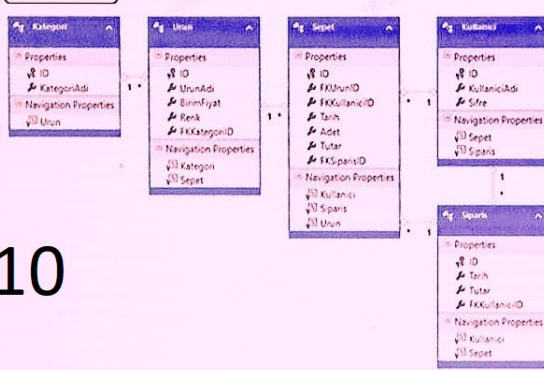 Kategori
Properties
ID
KategoriAdi
Navigation Properties
Urun
1 *
Urun
Properties
ID
UrunAdi
BirimFiyat
Renk
FKKategoriID
Navigation Properties
Kategori
Sepet
1 *
Sepet
Properties
ID
FKUrunID
FKKullaniciID
Tarih
Adet
Tutar
FKSiparisID
Navigation Properties
Kullanici
Siparis
Urun
* 1
Kullanici
Properties
ID
KullaniciAdi
Sifre
Navigation Properties
Sepet
Siparis
1
*
* 1
Siparis
Properties
ID
Tarih
Tutar
FKKullaniciID
Navigation Properties
Kullanici
Sepet
10